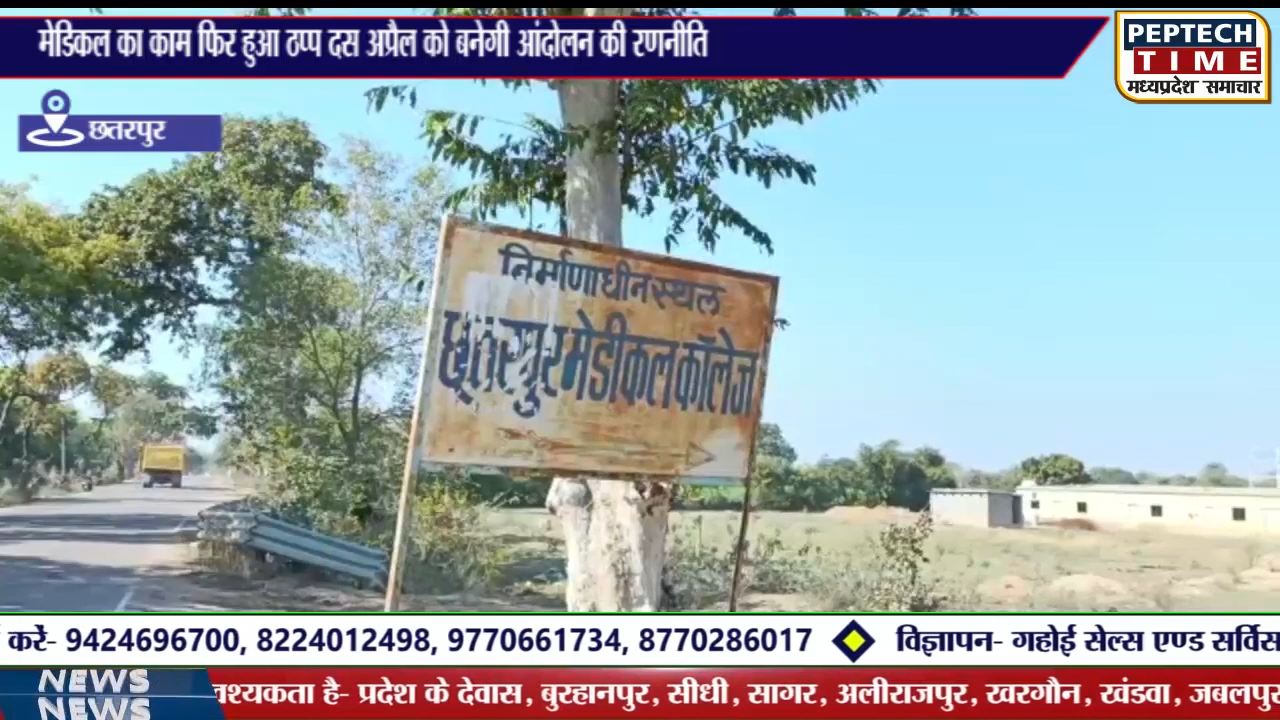 मेडिकल का काम फिर हुआ ठप्प दस अप्रैल को बनेगी आंदोलन की रणनीति
PEPTECH
TIME
मध्यप्रदेश समाचार
छतरपुर
निर्माणाधीन स्थल
छतरपुर मेडीकल कॉलेज
करें- 9424696700, 8224012498, 9770661734, 8770286017 विज्ञापन- गहोई सेल्स एण्ड सर्विस
NEWS
NEWS
वश्यकता है- प्रदेश के देवास, बुरहानपुर, सीधी, सागर, अलीराजपुर, खरगौन, खंडवा, जबलपुर